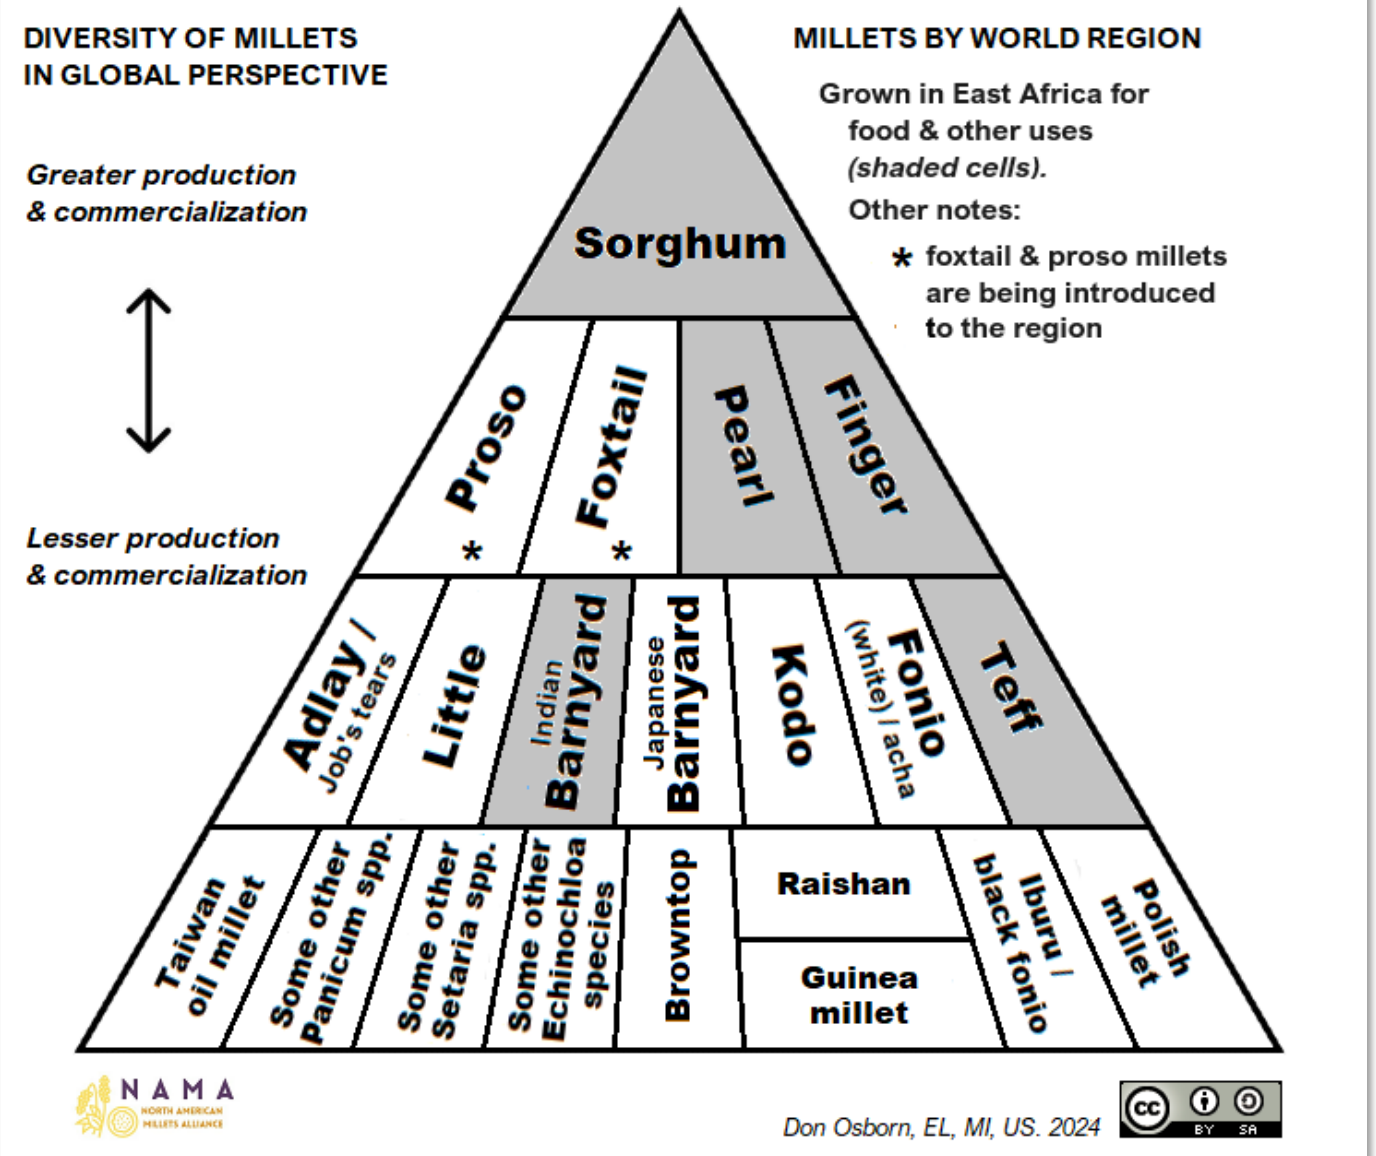 DIVERSITY OF MILLETS
IN GLOBAL PERSPECTIVE
Greater production
& commercialization
Lesser production
& commercialization
MILLETS BY WORLD REGION
Grown in East Africa for
food & other uses
(shaded cells).
Other notes:
* foxtail & proso millets
are being introduced
to the region
Sorghum
Proso
*
Foxtail
*
Pearl
Finger
Adlay /
Job's tears
Little
Indian
Barnyard
Japanese
Barnyard
Kodo
Fonio
(white) / acha
Teff
Taiwan
oil millet
Some other
Panicum spp.
Some other
Setaria spp.
Some other
Echinochloa
species
Browntop
Raishan
Guinea
millet
Iburu /
black fonio
Polish
millet
NAMA
NORTH AMERICAN
MILLETS ALLIANCE
Don Osborn, EL, MI, US. 2024
cc
BY SA